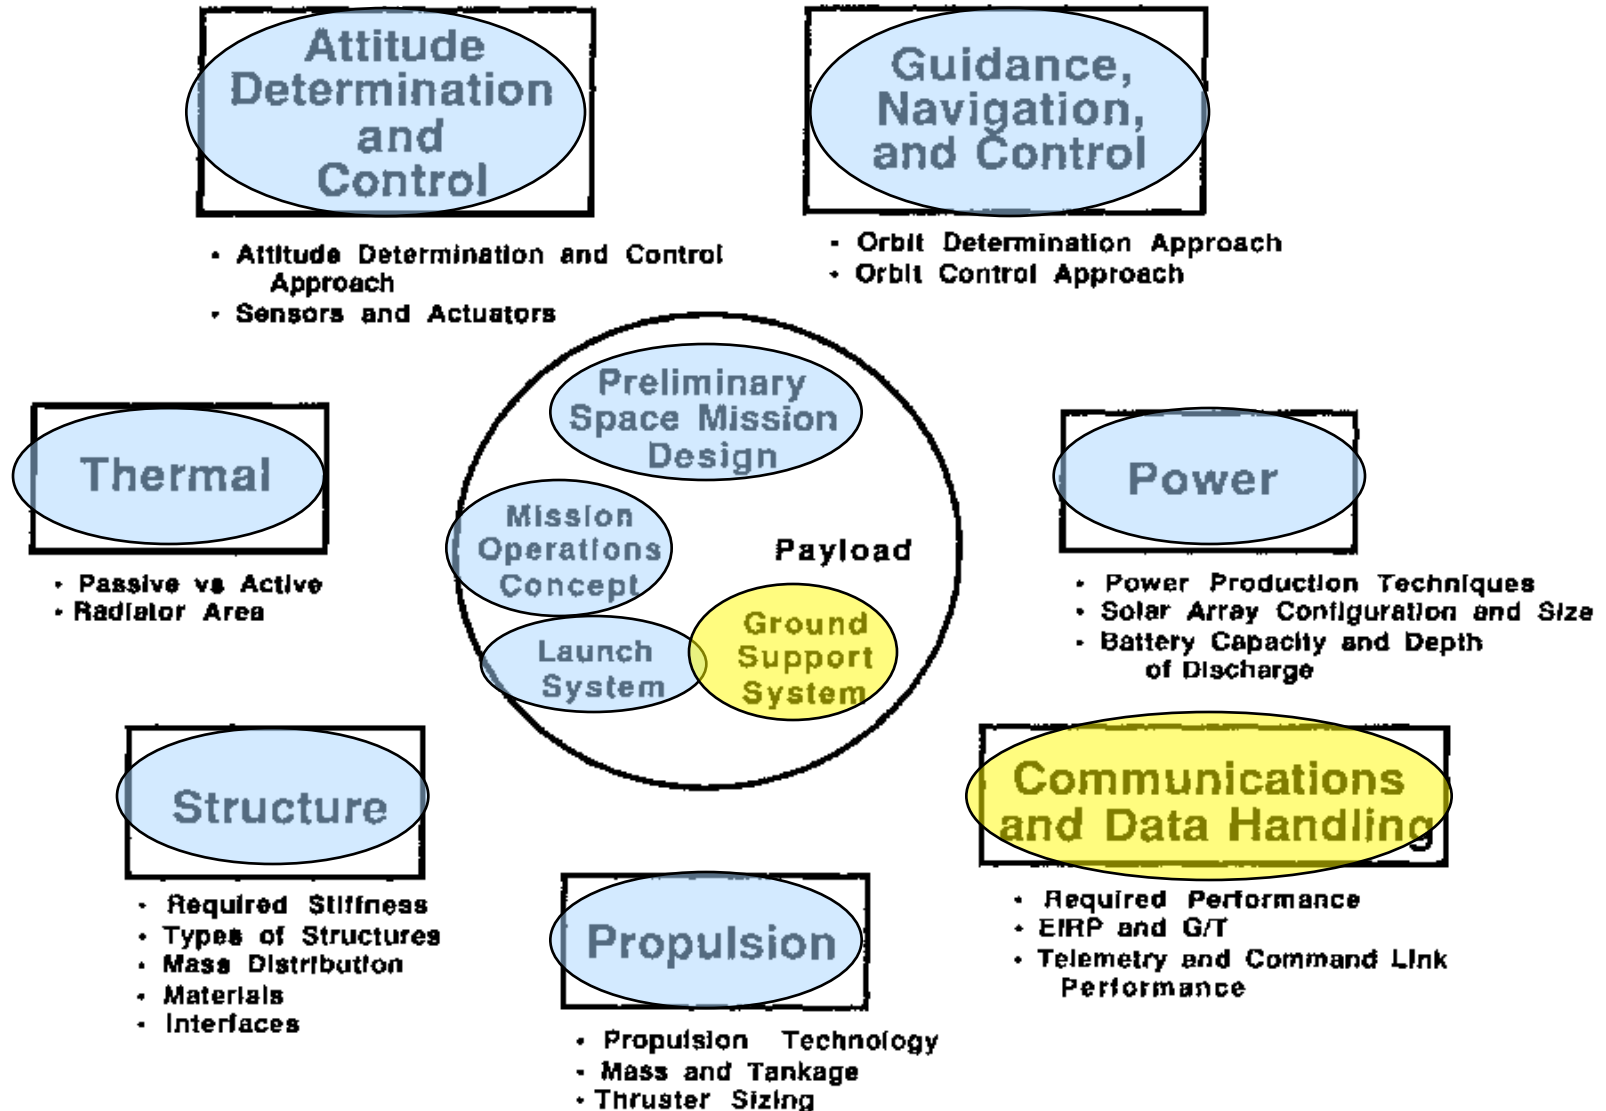 Attitude
Determination
and
Control
• Attitude Determination and Control
Approach
• Sensors and Actuators
Guidance,
Navigation,
and Control
• Orbit Determination Approach
• Orbit Control Approach
Preliminary
Space Mission
Design
Mission
Operations
Concept
Payload
Launch
System
Ground
Support
System
Thermal
• Passive vs Active
• Radiator Area
Power
• Power Production Techniques
• Solar Array Configuration and Size
• Battery Capacity and Depth
of Discharge
Structure
• Required Stiffness
• Types of Structures
• Mass Distribution
• Materials
• Interfaces
Propulsion
• Propulsion Technology
• Mass and Tankage
• Thruster Sizing
Communications
and Data Handling
• Required Performance
• EIRP and G/T
• Telemetry and Command Link
Performance